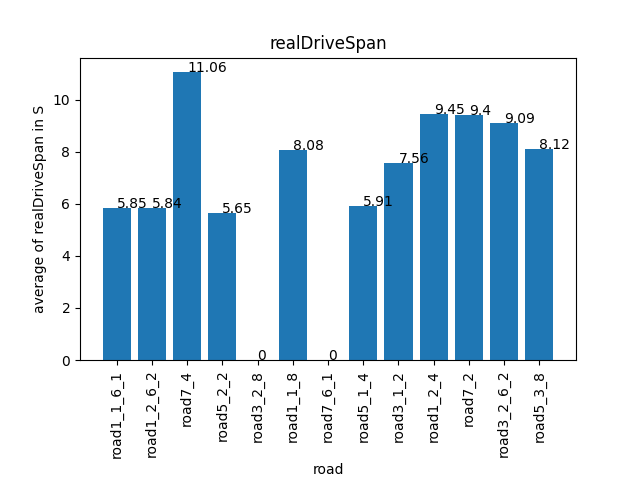 realDriveSpan
average of realDriveSpan in S
10
8
6
4
2
0
5.85
5.84
11.06
5.65
0
8.08
0
5.91
7.56
9.45
9.4
9.09
8.12
road1_1_6_1
road1_2_6_2
road7_4
road5_2_2
road3_2_8
road1_1_8
road7_6_1
road5_1_4
road3_1_2
road1_2_4
road7_2
road3_2_6_2
road5_3_8
road